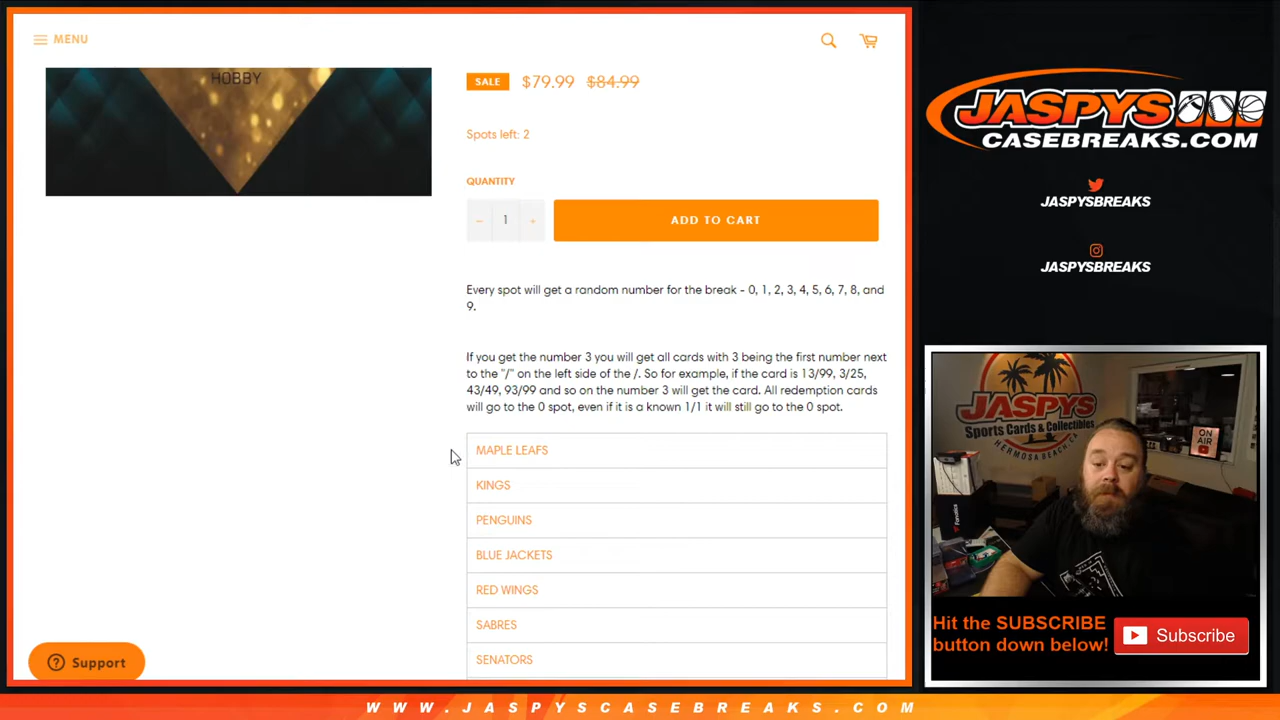 MENU
HOBBY
SALE $79.99 $84.99
Spots left: 2
QUANTITY
− 1 +
ADD TO CART
Every spot will get a random number for the break - 0, 1, 2, 3, 4, 5, 6, 7, 8, and
9.
If you get the number 3 you will get all cards with 3 being the first number next
to the "/" on the left side of the /. So for example, if the card is 13/99, 3/25,
43/49, 93/99 and so on the number 3 will get the card. All redemption cards
will go to the 0 spot, even if it is a known 1/1 it will still go to the 0 spot.
MAPLE LEAFS
KINGS
PENGUINS
BLUE JACKETS
RED WINGS
SABRES
SENATORS
Support
JASPYS
CASEBREAKS.COM
JASPYSBREAKS
JASPYSBREAKS
JASPYS
Sports Cards & Collectibles
HERMOSA BEACH, CA
ON
AIR
Fanatics
Hit the SUBSCRIBE
button down below!
Subscribe
WWW.JASPYSCASEBREAKS.COM